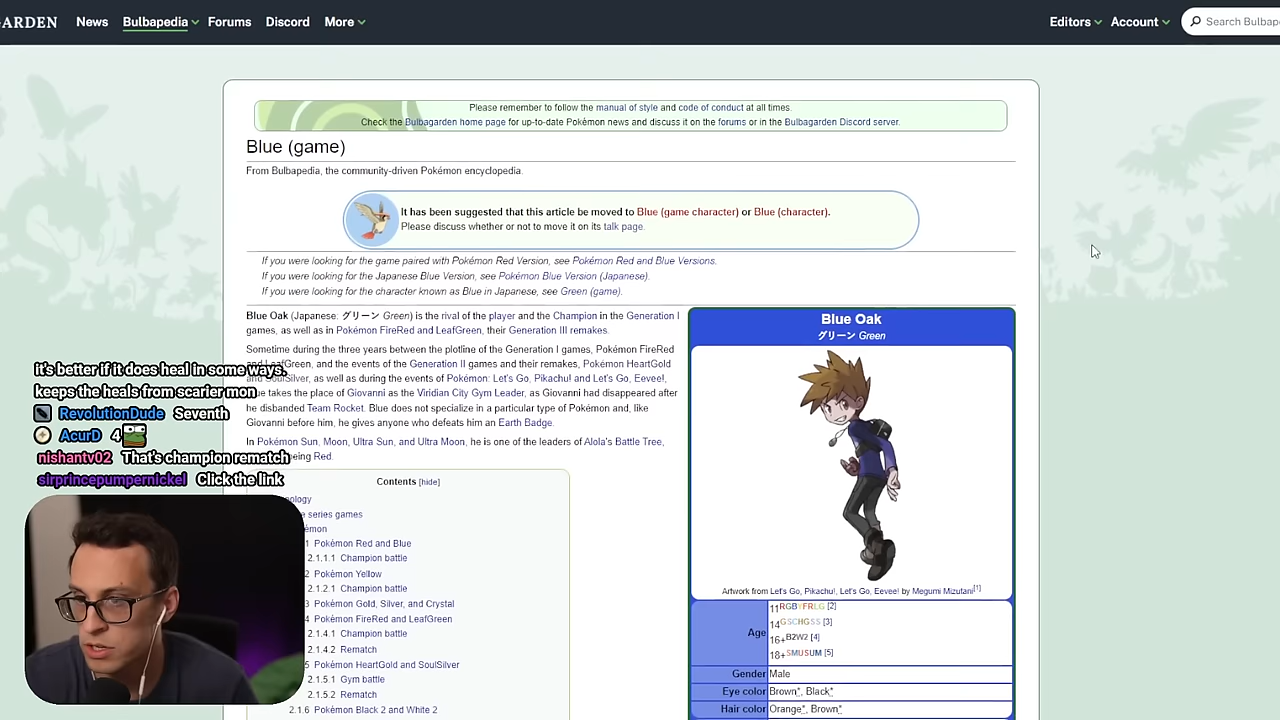 ARDEN News Bulbapedia Forums Discord More Editors Account Search Bulbap
Please remember to follow the manual of style and code of conduct at all times.
Check the Bulbagarden home page for up-to-date Pokémon news and discuss it on the forums or in the Bulbagarden Discord server.
Blue (game)
From Bulbapedia, the community-driven Pokémon encyclopedia.
It has been suggested that this article be moved to Blue (game character) or Blue (character).
Please discuss whether or not to move it on its talk page.
If you were looking for the game paired with Pokémon Red Version, see Pokémon Red and Blue Versions.
If you were looking for the Japanese Blue Version, see Pokémon Blue Version (Japanese).
If you were looking for the character known as Blue in Japanese, see Green (game).
Blue Oak (Japanese: グリーン Green) is the rival of the player and the Champion in the Generation I
games, as well as in Pokémon FireRed and LeafGreen, their Generation III remakes.
Sometime during the three years between the plotline of the Generation I games, Pokémon FireRed
and LeafGreen, and the events of the Generation II games and their remakes, Pokémon HeartGold
SoulSilver, as well as during the events of Pokémon: Let's Go, Pikachu! and Let's Go, Eevee!,
takes the place of Giovanni as the Viridian City Gym Leader, as Giovanni had disappeared after
he disbanded Team Rocket. Blue does not specialize in a particular type of Pokémon and, like
Giovanni before him, he gives anyone who defeats him an Earth Badge.
In Pokémon Sun, Moon, Ultra Sun, and Ultra Moon, he is one of the leaders of Alola's Battle Tree,
being Red.
Contents [hide]
series games
1 Pokémon Red and Blue
2.1.1.1 Champion battle
2 Pokémon Yellow
2.1.2.1 Champion battle
3 Pokémon Gold, Silver, and Crystal
4 Pokémon FireRed and LeafGreen
2.1.4.1 Champion battle
2.1.4.2 Rematch
5 Pokémon HeartGold and SoulSilver
2.1.5.1 Gym battle
2.1.5.2 Rematch
2.1.6 Pokémon Black 2 and White 2
Blue Oak
グリーン Green
Artwork from Let's Go, Pikachu!, Let's Go, Eevee! by Megumi Mizutani[1]
Age
11RGBYFRLG [2]
14GSCHGSS [3]
16+B2W2 [4]
18+SMUSUM [5]
Gender Male
Eye color Brown*, Black*
Hair color Orange*, Brown*
it's better if it does heal in some ways.
keeps the heals from scarier mon
RevolutionDude Seventh
AcurD 4
nishantv02 That's champion rematch
sirprincepumpernickel Click the link